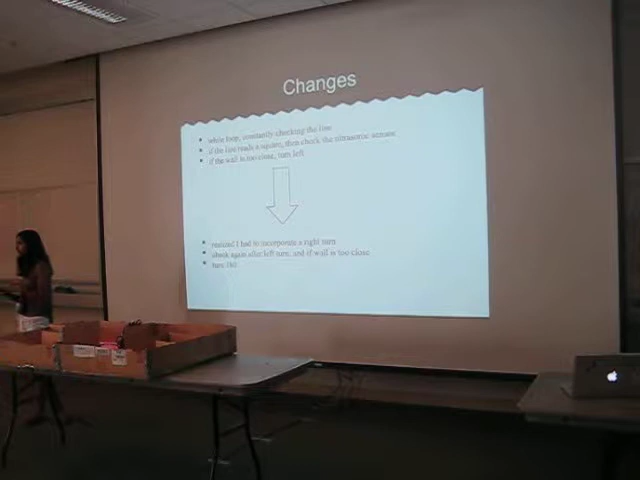 Changes
while loop, constantly checking the line
if the line reads a square, then check the ultrasonic sensor
if the wall is too close, turn left
realized I had to incorporate a right turn
check again after left turn, and if wall is too close
turn 180